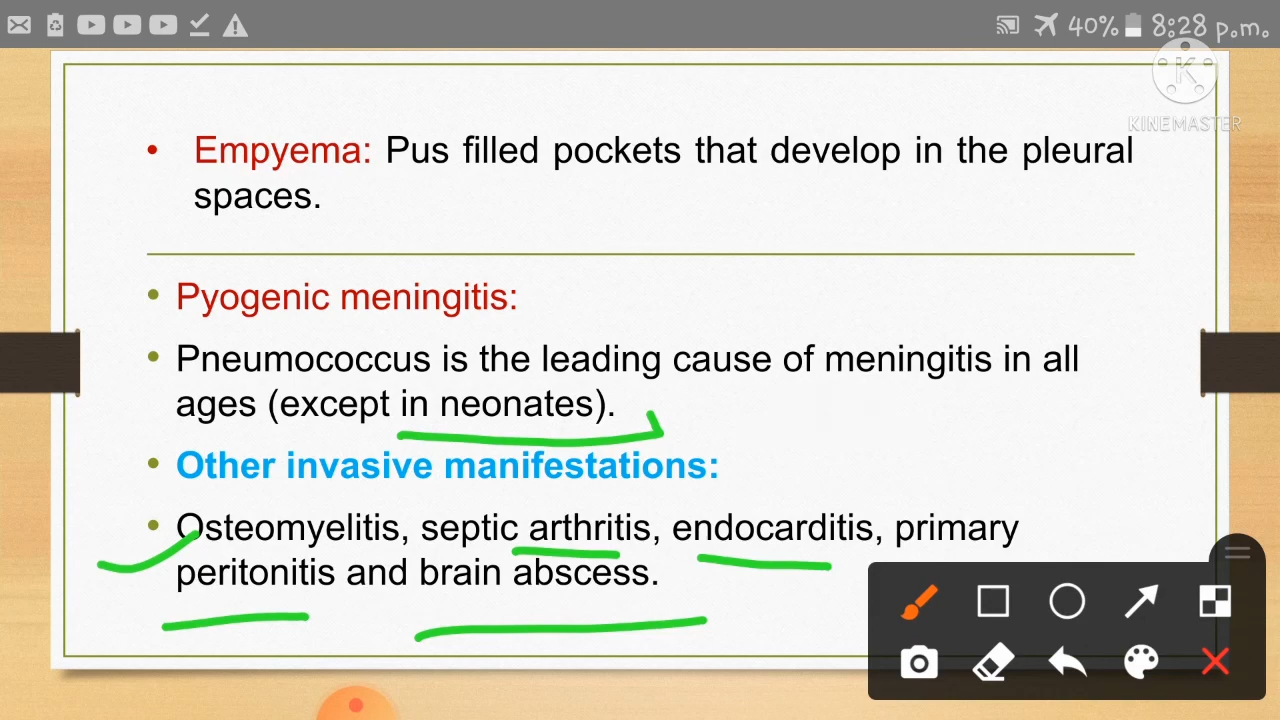 40% 8:28 p.m.
K
KINEMASTER
• Empyema: Pus filled pockets that develop in the pleural
spaces.
• Pyogenic meningitis:
• Pneumococcus is the leading cause of meningitis in all
ages (except in neonates).
• Other invasive manifestations:
• Osteomyelitis, septic arthritis, endocarditis, primary
peritonitis and brain abscess.